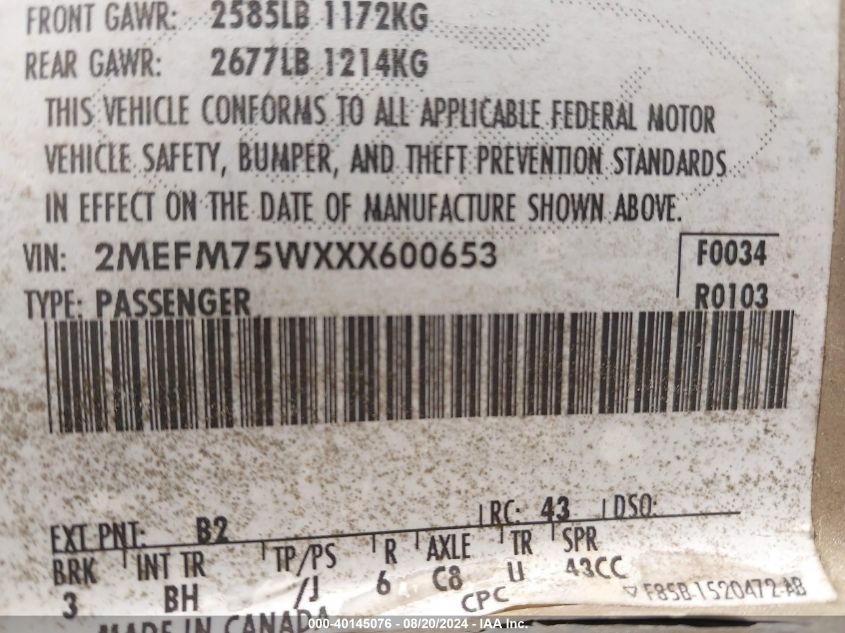 FRONT GAWR: 2585LB 1172KG
REAR GAWR: 2677LB 1214KG
THIS VEHICLE CONFORMS TO ALL APPLICABLE FEDERAL MOTOR
VEHICLE SAFETY, BUMPER, AND THEFT PREVENTION STANDARDS
IN EFFECT ON THE DATE OF MANUFACTURE SHOWN ABOVE.
VIN: 2MEFM75WXXX600653 F0034
TYPE: PASSENGER R0103
EXT PNT: B2 RC: 43 DSO:
BRK INT TR TP/PS R AXLE TR SPR
3 BH /J 6 C8 LI 43CC
CPC ▽ F85B-1520472-AB
MADE IN CANADA
000-40145076 - 08/20/2024 - IAA Inc.